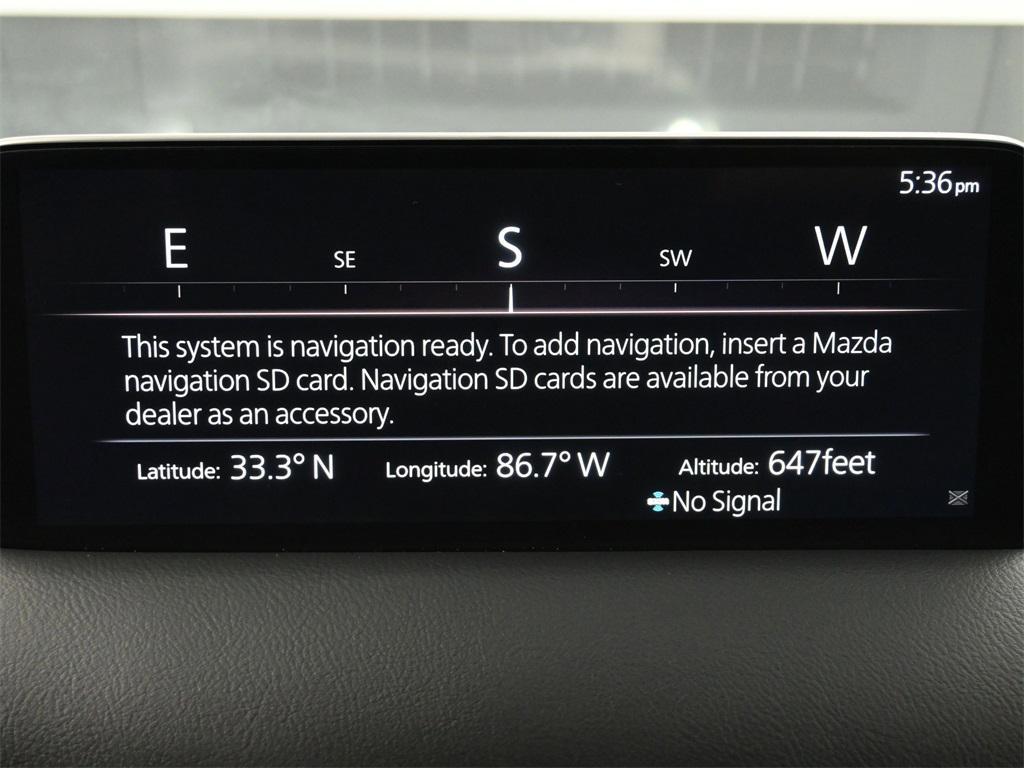 5:36pm
E SE S SW W
This system is navigation ready. To add navigation, insert a Mazda
navigation SD card. Navigation SD cards are available from your
dealer as an accessory.
Latitude: 33.3° N Longitude: 86.7° W Altitude: 647feet
No Signal